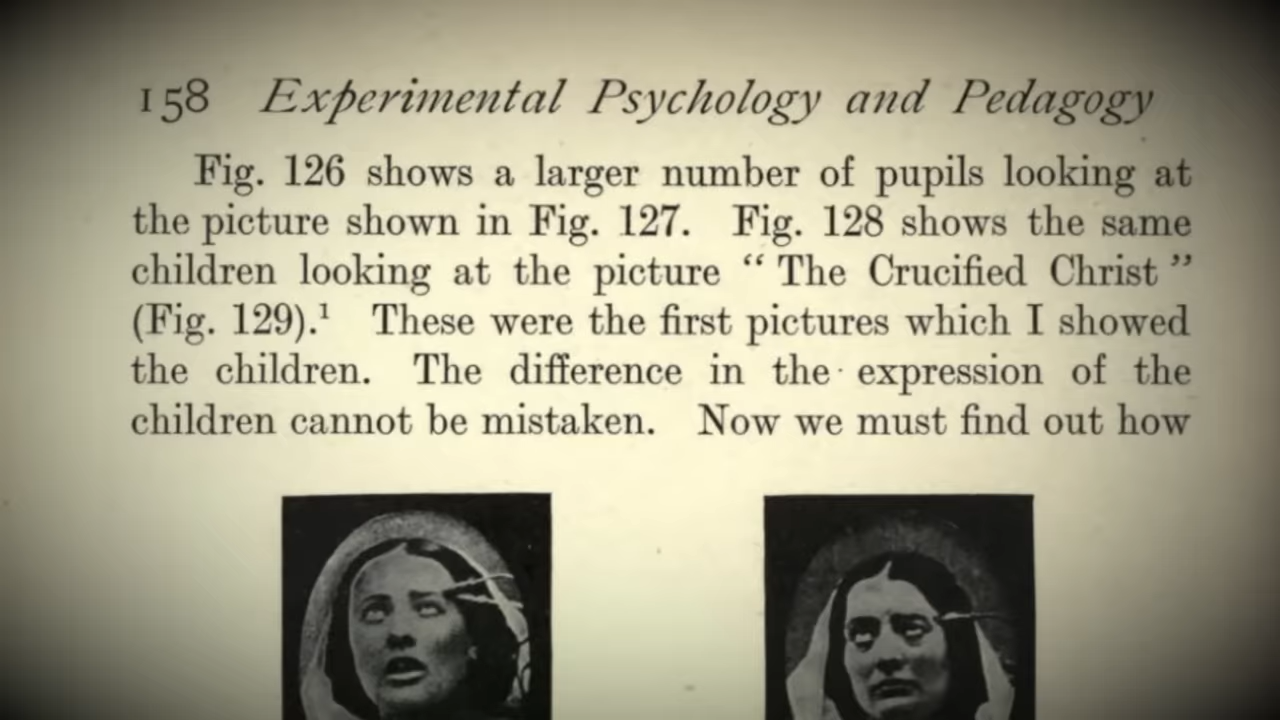 158 Experimental Psychology and Pedagogy
Fig. 126 shows a larger number of pupils looking at
the picture shown in Fig. 127. Fig. 128 shows the same
children looking at the picture “ The Crucified Christ ”
(Fig. 129).¹ These were the first pictures which I showed
the children. The difference in the expression of the
children cannot be mistaken. Now we must find out how